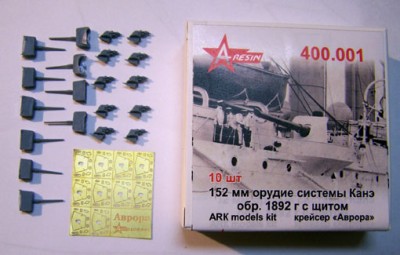 A-RESIN
400.001
10 шт
152 мм орудие системы Канэ
обр. 1892 г с щитом
ARK models kit крейсер «Аврора»
Аврора